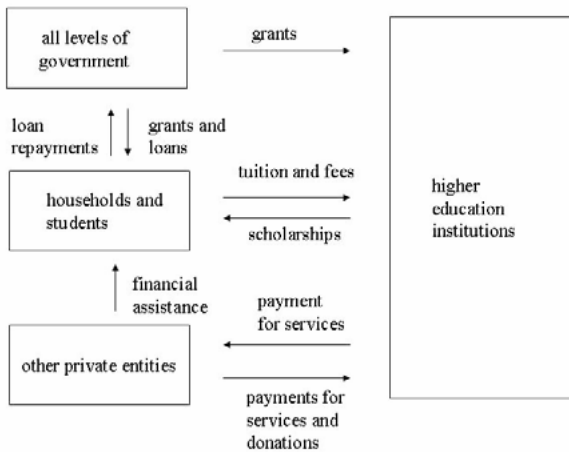 all levels of
government
grants
loan
repayments
grants and
loans
tuition and fees
households and
students
higher
education
institutions
scholarships
financial
assistance
payment
for services
other private entities
payments for
services and
donations